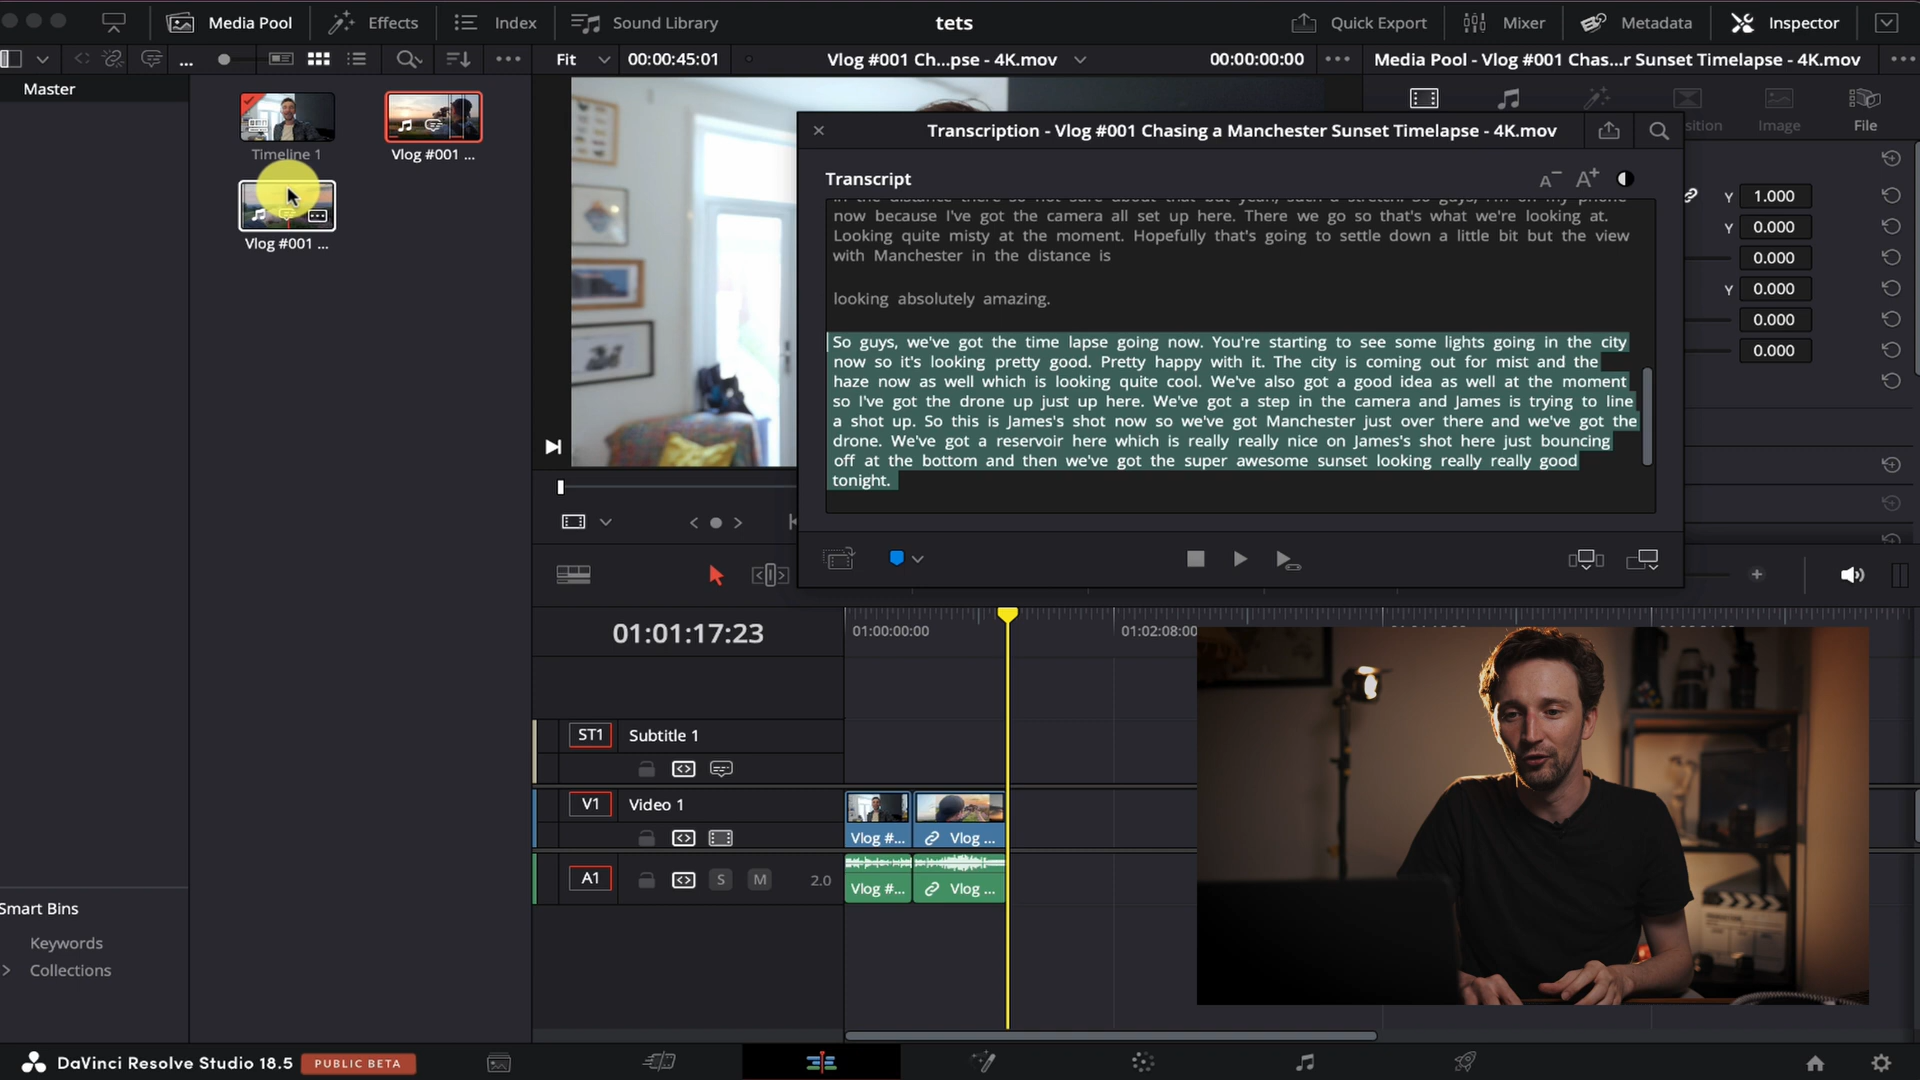 Media Pool
Effects
Index
Sound Library
tets
Quick Export
Mixer
Metadata
Inspector
Fit
00:00:45:01
Vlog #001 Ch...pse - 4K.mov
00:00:00:00
Media Pool - Vlog #001 Chas...r Sunset Timelapse - 4K.mov
Master
Timeline 1
Vlog #001 ...
Vlog #001 ...
Transcription - Vlog #001 Chasing a Manchester Sunset Timelapse - 4K.mov
sition
Image
File
Transcript
A-
A+
now because I've got the camera all set up here. There we go so that's what we're looking at.
Looking quite misty at the moment. Hopefully that's going to settle down a little bit but the view
with Manchester in the distance is
looking absolutely amazing.
So guys, we've got the time lapse going now. You're starting to see some lights going in the city
now so it's looking pretty good. Pretty happy with it. The city is coming out for mist and the
haze now as well which is looking quite cool. We've also got a good idea as well at the moment
so I've got the drone up just up here. We've got a step in the camera and James is trying to line
a shot up. So this is James's shot now so we've got Manchester just over there and we've got the
drone. We've got a reservoir here which is really really nice on James's shot here just bouncing
off at the bottom and then we've got the super awesome sunset looking really really good
tonight.
Y 1.000
Y 0.000
0.000
Y 0.000
0.000
0.000
01:01:17:23
01:00:00:00
01:02:08:00
ST1
Subtitle 1
V1
Video 1
Vlog #...
Vlog ...
A1
S
M
2.0
Vlog #...
Vlog ...
Smart Bins
Keywords
Collections
DaVinci Resolve Studio 18.5
PUBLIC BETA